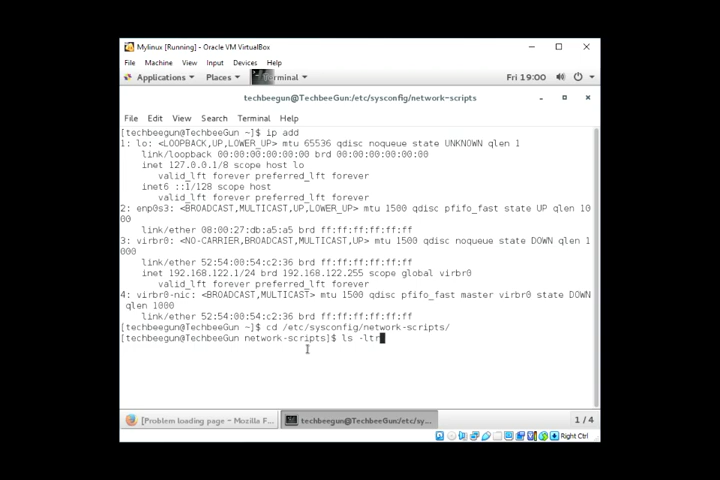 Mylinux [Running] - Oracle VM VirtualBox
File Machine View Input Devices Help
Applications Places Terminal Fri 19:00
techbeegun@TechbeeGun:/etc/sysconfig/network-scripts
File Edit View Search Terminal Help
[techbeegun@TechbeeGun ~]$ ip add
1: lo: <LOOPBACK,UP,LOWER_UP> mtu 65536 qdisc noqueue state UNKNOWN qlen 1
link/loopback 00:00:00:00:00:00 brd 00:00:00:00:00:00
inet 127.0.0.1/8 scope host lo
valid_lft forever preferred_lft forever
inet6 ::1/128 scope host
valid_lft forever preferred_lft forever
2: enp0s3: <BROADCAST,MULTICAST,UP,LOWER_UP> mtu 1500 qdisc pfifo_fast state UP qlen 10
00
link/ether 08:00:27:db:a5:a5 brd ff:ff:ff:ff:ff:ff
3: virbr0: <NO-CARRIER,BROADCAST,MULTICAST,UP> mtu 1500 qdisc noqueue state DOWN qlen 1
000
link/ether 52:54:00:54:c2:36 brd ff:ff:ff:ff:ff:ff
inet 192.168.122.1/24 brd 192.168.122.255 scope global virbr0
valid_lft forever preferred_lft forever
4: virbr0-nic: <BROADCAST,MULTICAST> mtu 1500 qdisc pfifo_fast master virbr0 state DOWN
qlen 1000
link/ether 52:54:00:54:c2:36 brd ff:ff:ff:ff:ff:ff
[techbeegun@TechbeeGun ~]$ cd /etc/sysconfig/network-scripts/
[techbeegun@TechbeeGun network-scripts]$ ls -ltr
[Problem loading page - Mozilla F... techbeegun@TechbeeGun:/etc/sy... 1 / 4
Right Ctrl